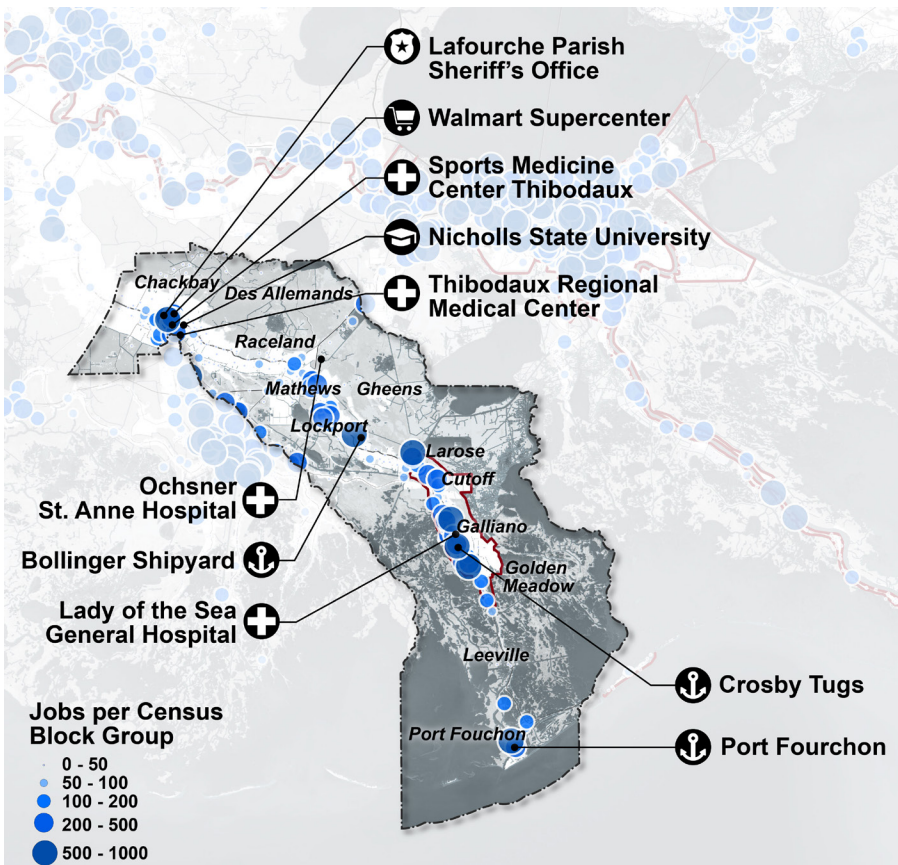 Lafourche Parish
Sheriff's Office
Walmart Supercenter
Sports Medicine
Center Thibodaux
Nicholls State University
Thibodaux Regional
Medical Center
Chackbay
Des Allemands
Raceland
Mathews
Gheens
Lockport
Larose
Cutoff
Galliano
Golden
Meadow
Leeville
Port Fouchon
Ochsner
St. Anne Hospital
Bollinger Shipyard
Lady of the Sea
General Hospital
Crosby Tugs
Port Fourchon
Jobs per Census
Block Group
0 - 50
50 - 100
100 - 200
200 - 500
500 - 1000